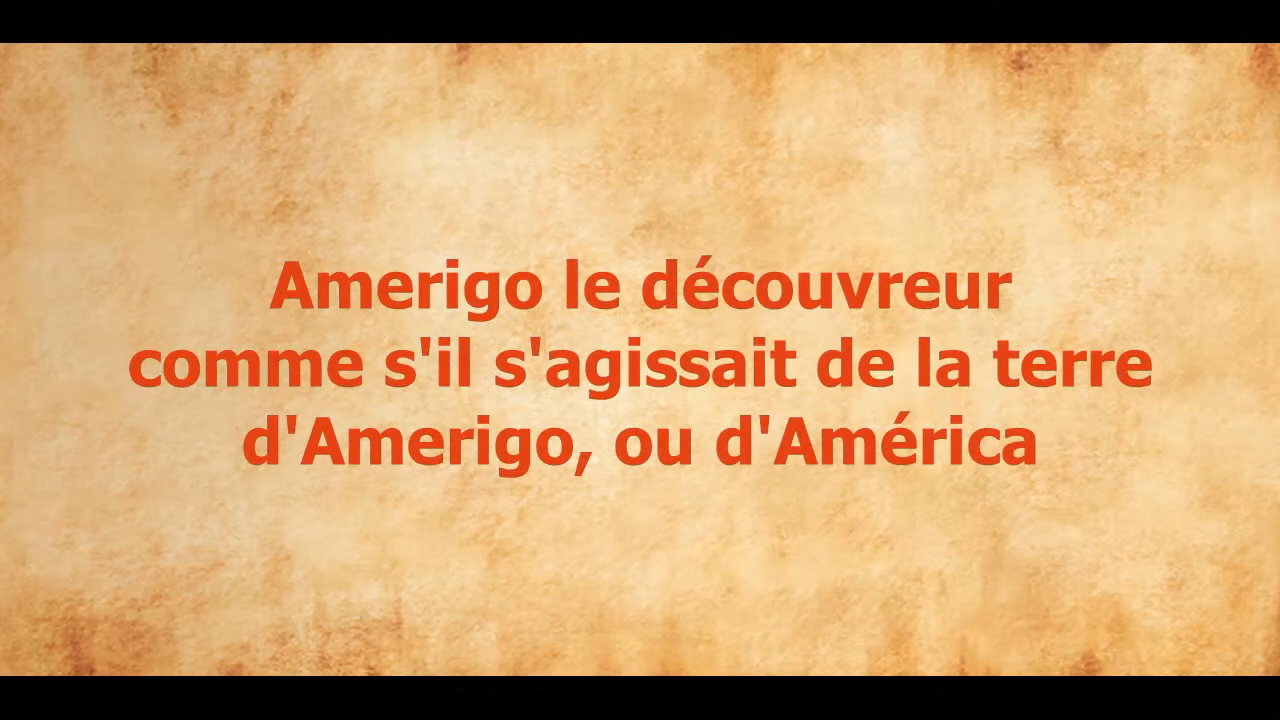 Amerigo le découvreur
comme s'il s'agissait de la terre
d'Amerigo, ou d'América